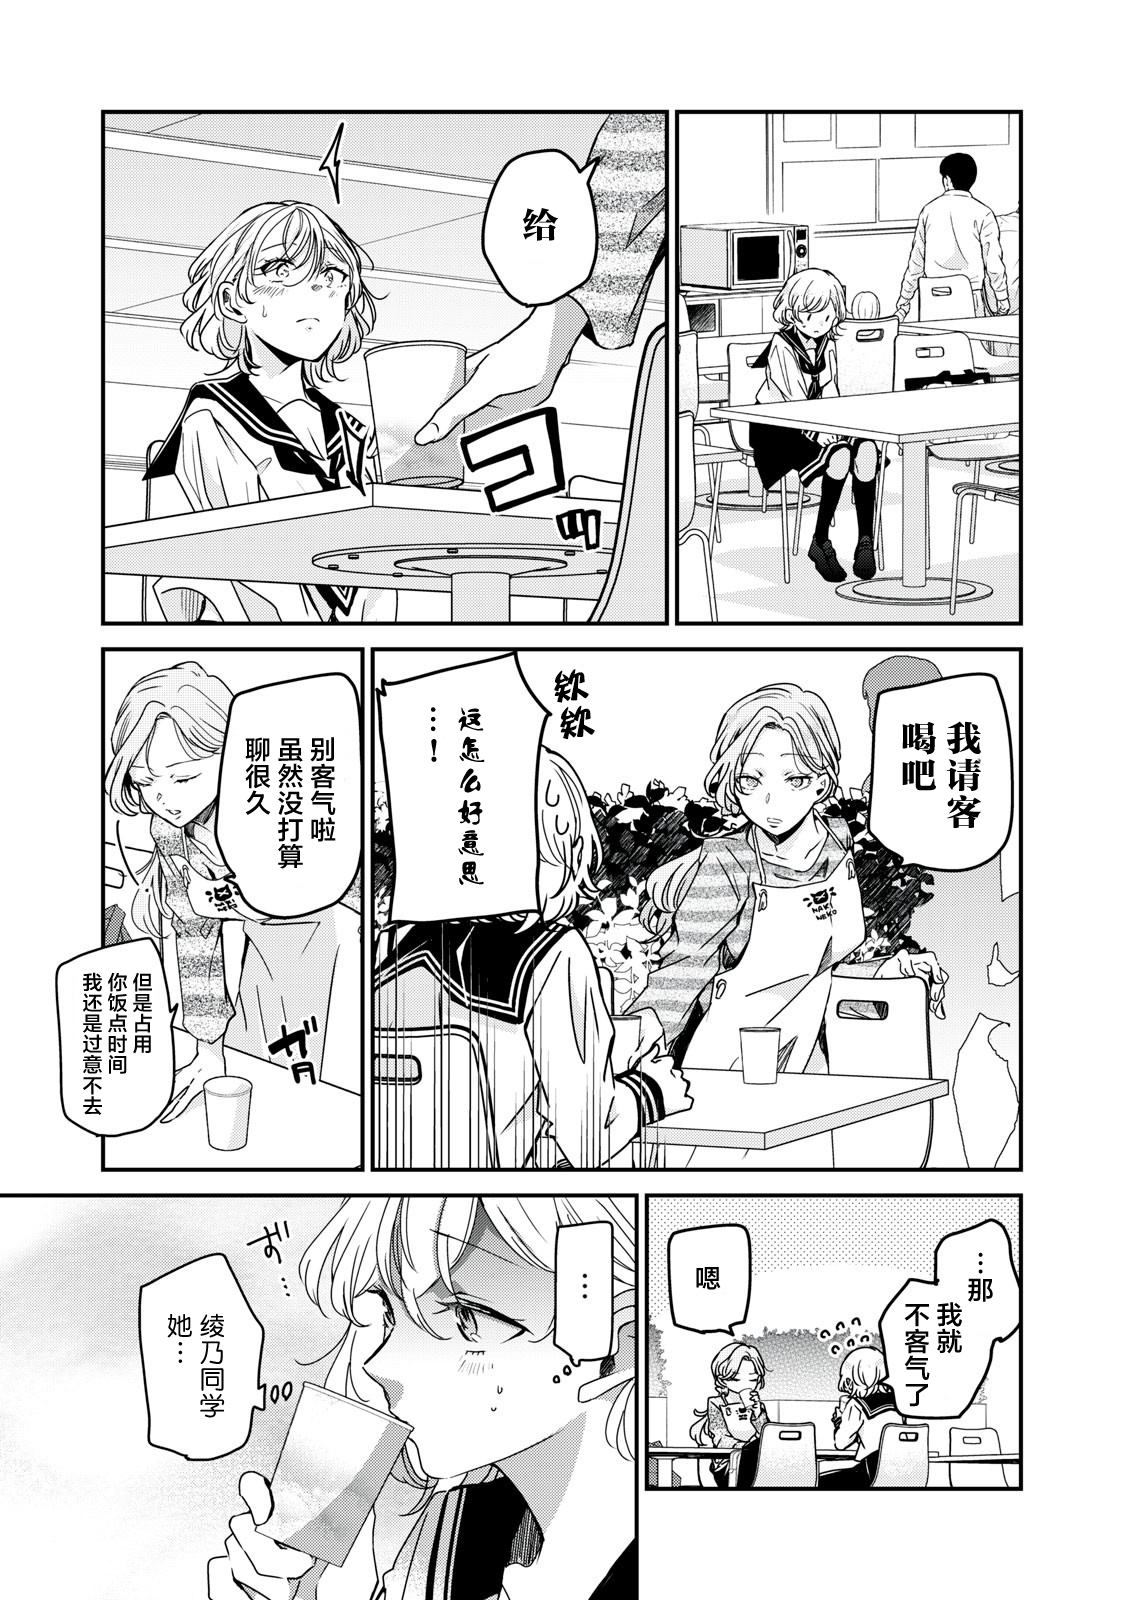 给
コ
トッ
我请客
喝吧
欸欸
这怎么好意思
…！
NAKI
NEKO
别客气啦
虽然没打算
聊很久
但是占用
你饭点时间
我还是过意不去
ガタ
…那
我就
不客气了
嗯
…
おず…
绫乃同学
她…